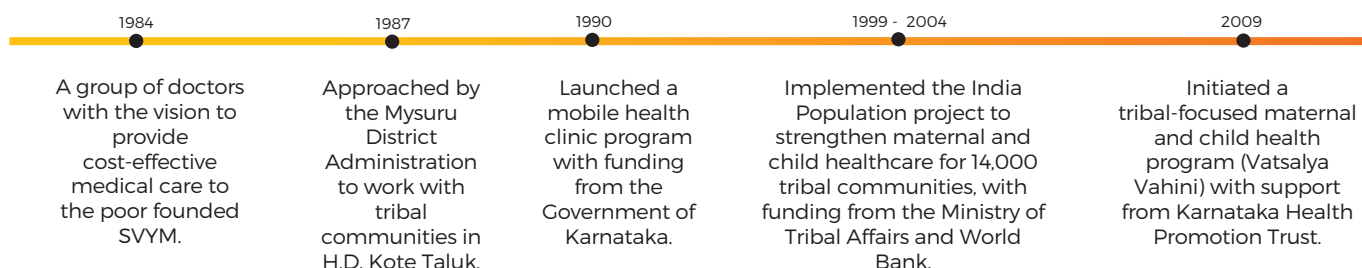 1984
A group of doctors
with the vision to
provide
cost-effective
medical care to
the poor founded
SVYM.
1987
Approached by
the Mysuru
District
Administration
to work with
tribal
communities in
H.D. Kote Taluk.
1990
Launched a
mobile health
clinic program
with funding
from the
Government of
Karnataka.
1999 - 2004
Implemented the India
Population project to
strengthen maternal and
child healthcare for 14,000
tribal communities, with
funding from the Ministry of
Tribal Affairs and World
Bank.
2009
Initiated a
tribal-focused maternal
and child health
program (Vatsalya
Vahini) with support
from Karnataka Health
Promotion Trust.